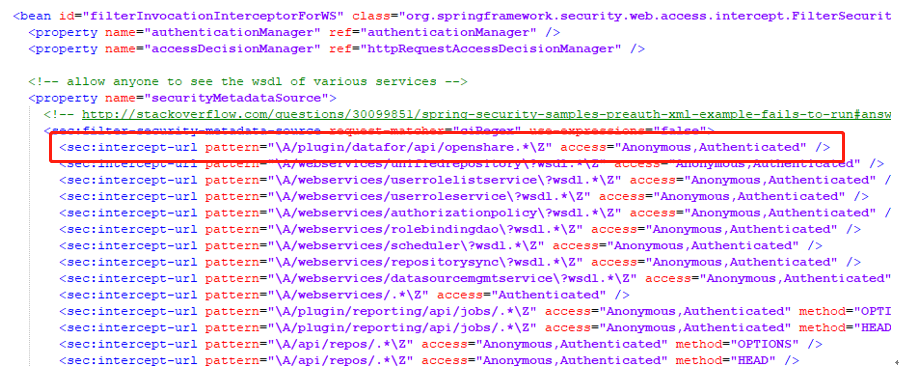 <bean id="filterInvocationInterceptorForWS" class="org.springframework.security.web.access.intercept.FilterSecurit
<property name="authenticationManager" ref="authenticationManager" />
<property name="accessDecisionManager" ref="httpRequestAccessDecisionManager" />
<!-- allow anyone to see the wsdl of various services -->
<property name="securityMetadataSource">
<!-- http://stackoverflow.com/questions/30099851/spring-security-samples-preauth-xml-example-fails-to-run#answ
<sec:filter-security-metadata-source request-matcher="ciRegex" use-expressions="false">
<sec:intercept-url pattern="\A/plugin/datafor/api/openshare.*\Z" access="Anonymous,Authenticated" />
<sec:intercept-url pattern="\A/webservices/unifiedrepository\?wsdl.*\Z" access="Anonymous,Authenticated" />
<sec:intercept-url pattern="\A/webservices/userrolelistservice\?wsdl.*\Z" access="Anonymous,Authenticated" /
<sec:intercept-url pattern="\A/webservices/userroleservice\?wsdl.*\Z" access="Anonymous,Authenticated" />
<sec:intercept-url pattern="\A/webservices/authorizationpolicy\?wsdl.*\Z" access="Anonymous,Authenticated" /
<sec:intercept-url pattern="\A/webservices/rolebindingdao\?wsdl.*\Z" access="Anonymous,Authenticated" />
<sec:intercept-url pattern="\A/webservices/scheduler\?wsdl.*\Z" access="Anonymous,Authenticated" />
<sec:intercept-url pattern="\A/webservices/repositorysync\?wsdl.*\Z" access="Anonymous,Authenticated" />
<sec:intercept-url pattern="\A/webservices/datasourcemgmtservice\?wsdl.*\Z" access="Anonymous,Authenticated"
<sec:intercept-url pattern="\A/webservices/.*\Z" access="Authenticated" />
<sec:intercept-url pattern="\A/plugin/reporting/api/jobs/.*\Z" access="Anonymous,Authenticated" method="OPTI
<sec:intercept-url pattern="\A/plugin/reporting/api/jobs/.*\Z" access="Anonymous,Authenticated" method="HEAD
<sec:intercept-url pattern="\A/api/repos/.*\Z" access="Anonymous,Authenticated" method="OPTIONS" />
<sec:intercept-url pattern="\A/api/repos/.*\Z" access="Anonymous,Authenticated" method="HEAD" />